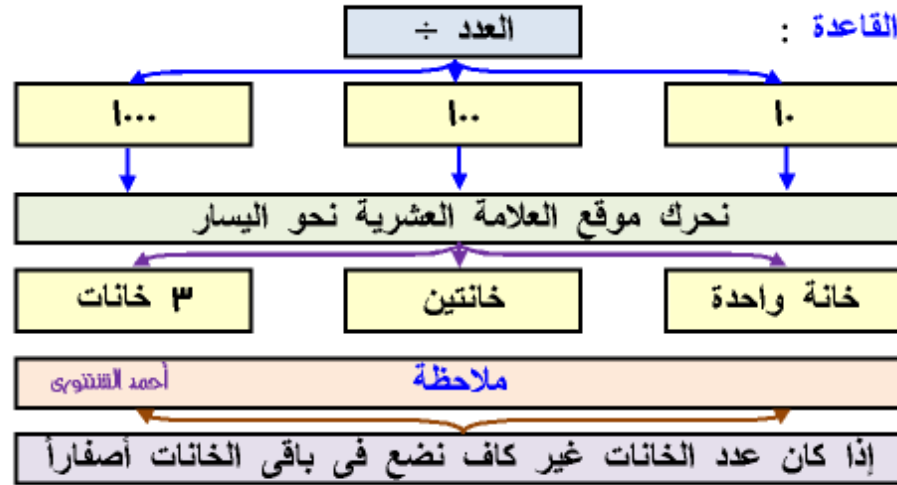 القاعدة :
العدد ÷
١٠ ١٠٠ ١٠٠٠
نحرك موقع العلامة العشرية نحو اليسار
خانة واحدة خانتين ٣ خانات
ملاحظة أحمد الشنتورى
إذا كان عدد الخانات غير كاف نضع فى باقى الخانات أصفاراً